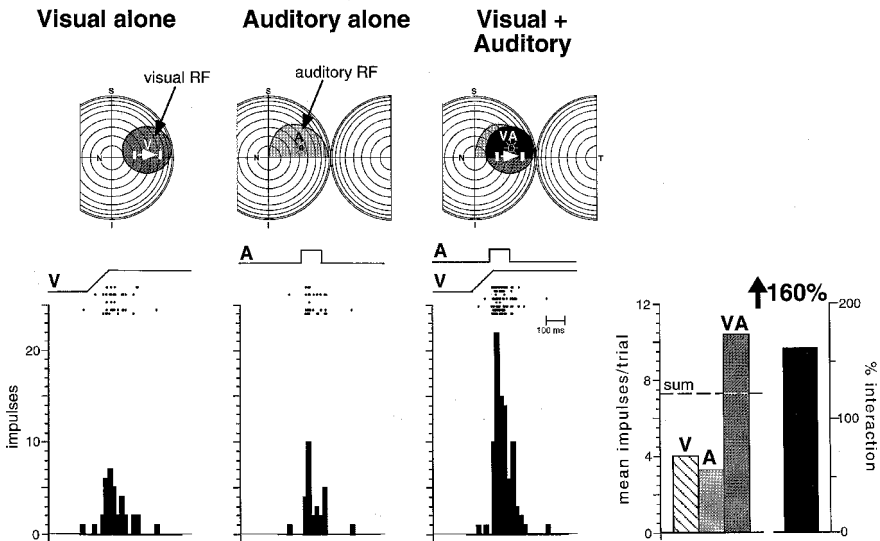 Visual alone
Auditory alone
Visual +
Auditory
visual RF
auditory RF
S
N
V
I
S
N
A
I
S
N
VA
T
I
V
A
A
V
100 ms
impulses
20
10
0
mean impulses/trial
12
8
4
0
sum
V
A
VA
160%
200
100
0
% interaction